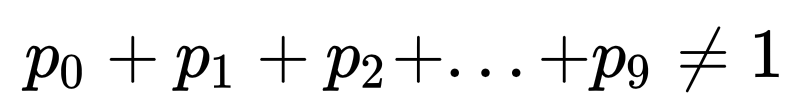 p₀ + p₁ + p₂+...+p₉ ≠ 1